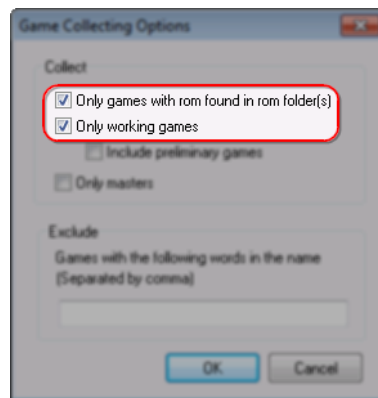 Game Collecting Options
Collect
Only games with rom found in rom folder(s)
Only working games
Include preliminary games
Only masters
Exclude
Games with the following words in the name
(Separated by comma)
OK
Cancel